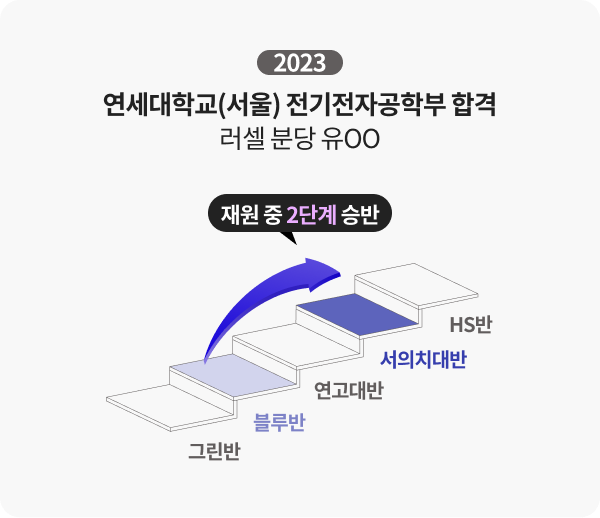 2023
연세대학교(서울) 전기전자공학부 합격
러셀 분당 유OO
재원 중 2단계 승반
HS반
서의치대반
연고대반
블루반
그린반